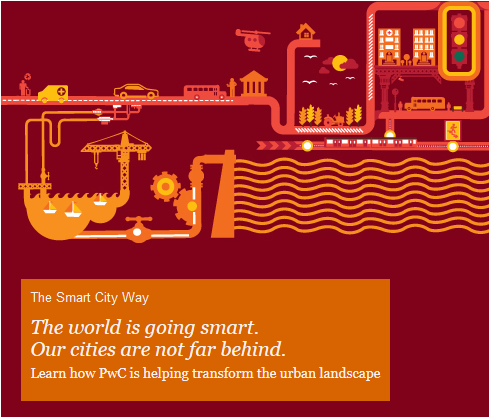 The Smart City Way
The world is going smart.
Our cities are not far behind.
Learn how PwC is helping transform the urban landscape